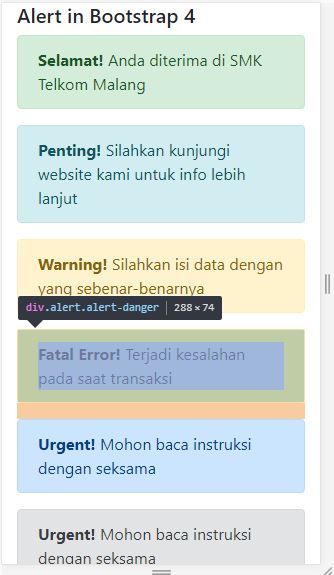 Alert in Bootstrap 4
Selamat! Anda diterima di SMK
Telkom Malang
Penting! Silahkan kunjungi
website kami untuk info lebih
lanjut
Warning! Silahkan isi data dengan
yang sebenar-benarnya
div.alert.alert-danger | 288 × 74
Fatal Error! Terjadi kesalahan
pada saat transaksi
Urgent! Mohon baca instruksi
dengan seksama
Urgent! Mohon baca instruksi
dengan seksama